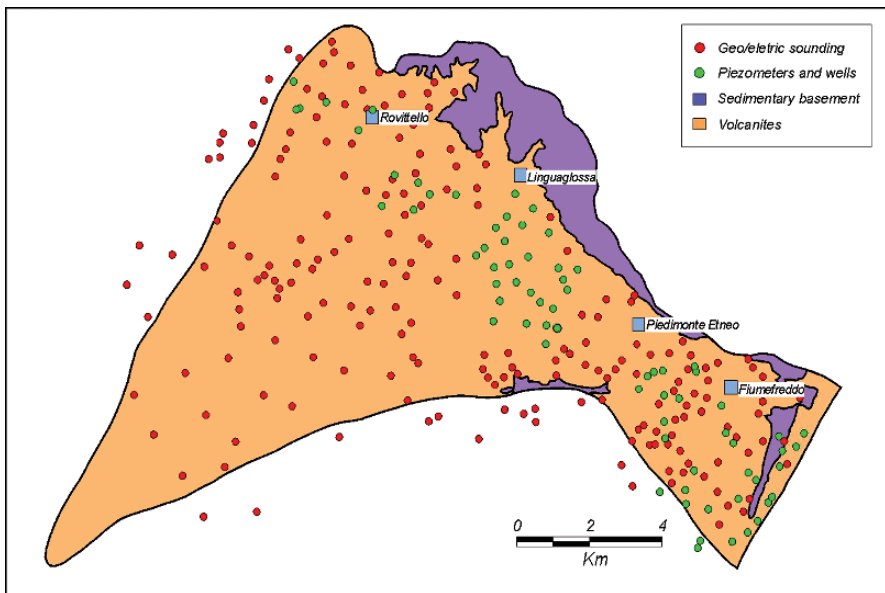 Geo/eletric sounding
Piezometers and wells
Sedimentary basement
Volcanites
Rovittello
Linguaglossa
Piedimonte Etneo
Fiumefreddo
0 2 4
Km